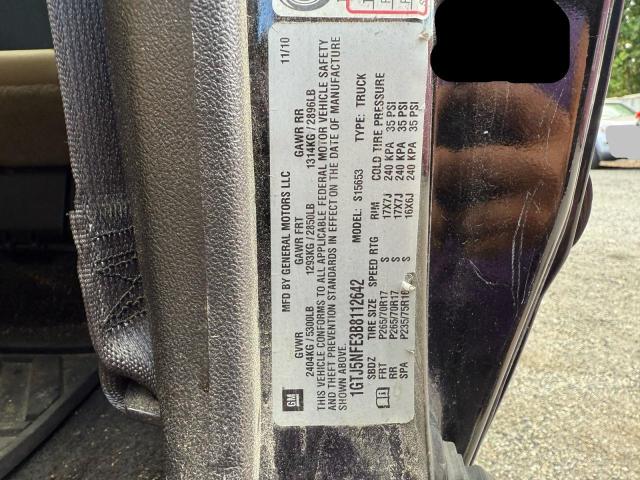 MFD BY GENERAL MOTORS LLC 11/10
GVWR GAWR FRT GAWR RR
2404KG / 5300LB 1293KG / 2850LB 1314KG / 2896LB
THIS VEHICLE CONFORMS TO ALL APPLICABLE FEDERAL MOTOR VEHICLE SAFETY
AND THEFT PREVENTION STANDARDS IN EFFECT ON THE DATE OF MANUFACTURE
SHOWN ABOVE.
1GTJ5NFE3B8112642 MODEL: S15653 TYPE: TRUCK
SBDZ TIRE SIZE SPEED RTG RIM COLD TIRE PRESSURE
FRT P265/70R17 S 17X7J 240 KPA 35 PSI
RR P265/70R17 S 17X7J 240 KPA 35 PSI
SPA P235/75R16 S 16X6J 240 KPA 35 PSI
GM